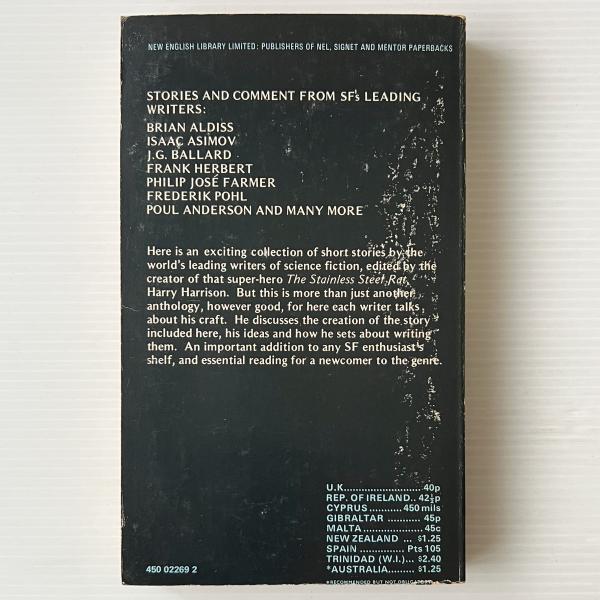 NEW ENGLISH LIBRARY LIMITED: PUBLISHERS OF NEL, SIGNET AND MENTOR PAPERBACKS
STORIES AND COMMENT FROM SF's LEADING
WRITERS:
BRIAN ALDISS
ISAAC ASIMOV
J.G. BALLARD
FRANK HERBERT
PHILIP JOSÉ FARMER
FREDERIK POHL
POUL ANDERSON AND MANY MORE
Here is an exciting collection of short stories by the
world's leading writers of science fiction, edited by the
creator of that super-hero The Stainless Steel Rat,
Harry Harrison. But this is more than just another
anthology, however good, for here each writer talks
about his craft. He discusses the creation of the story
included here, his ideas and how he sets about writing
them. An important addition to any SF enthusiast's
shelf, and essential reading for a newcomer to the genre.
U.K.......................... 40p
REP. OF IRELAND.. 42½p
CYPRUS .......... 450 mils
GIBRALTAR ........... 45p
MALTA .................... 45c
NEW ZEALAND ... $1.25
SPAIN ............... Pts 105
TRINIDAD (W.I.)... $2.40
*AUSTRALIA......... $1.25
*RECOMMENDED BUT NOT OBLIGATORY
450 02269 2